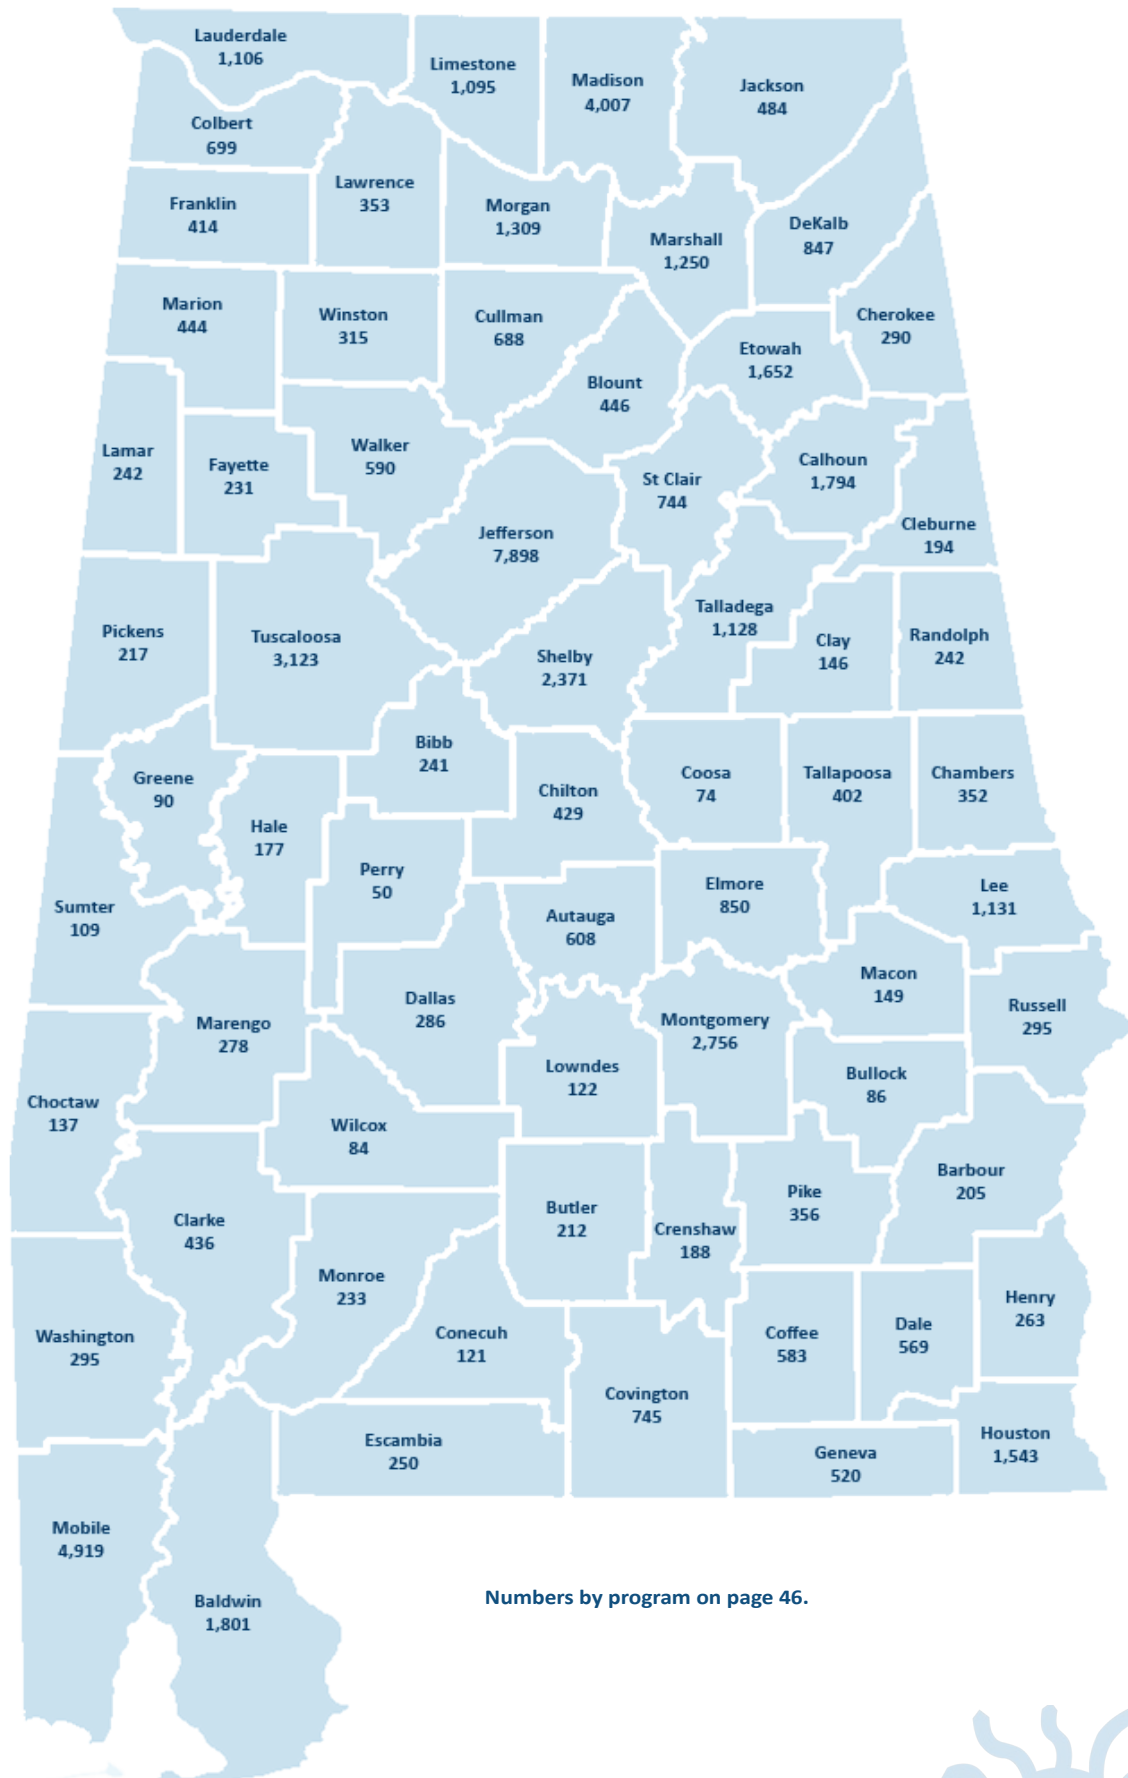 Lauderdale
1,106
Limestone
1,095
Madison
4,007
Jackson
484
Colbert
699
Lawrence
353
Franklin
414
Morgan
1,309
Marshall
1,250
DeKalb
847
Marion
444
Winston
315
Cullman
688
Cherokee
290
Etowah
1,652
Blount
446
Lamar
242
Fayette
231
Walker
590
St Clair
744
Calhoun
1,794
Jefferson
7,898
Cleburne
194
Pickens
217
Tuscaloosa
3,123
Talladega
1,128
Shelby
2,371
Clay
146
Randolph
242
Bibb
241
Greene
90
Chilton
429
Coosa
74
Tallapoosa
402
Chambers
352
Hale
177
Perry
50
Sumter
109
Autauga
608
Elmore
850
Lee
1,131
Macon
149
Dallas
286
Russell
295
Marengo
278
Montgomery
2,756
Lowndes
122
Bullock
86
Choctaw
137
Wilcox
84
Barbour
205
Pike
356
Clarke
436
Butler
212
Crenshaw
188
Monroe
233
Henry
263
Washington
295
Conecuh
121
Coffee
583
Dale
569
Covington
745
Escambia
250
Geneva
520
Houston
1,543
Mobile
4,919
Baldwin
1,801
Numbers by program on page 46.